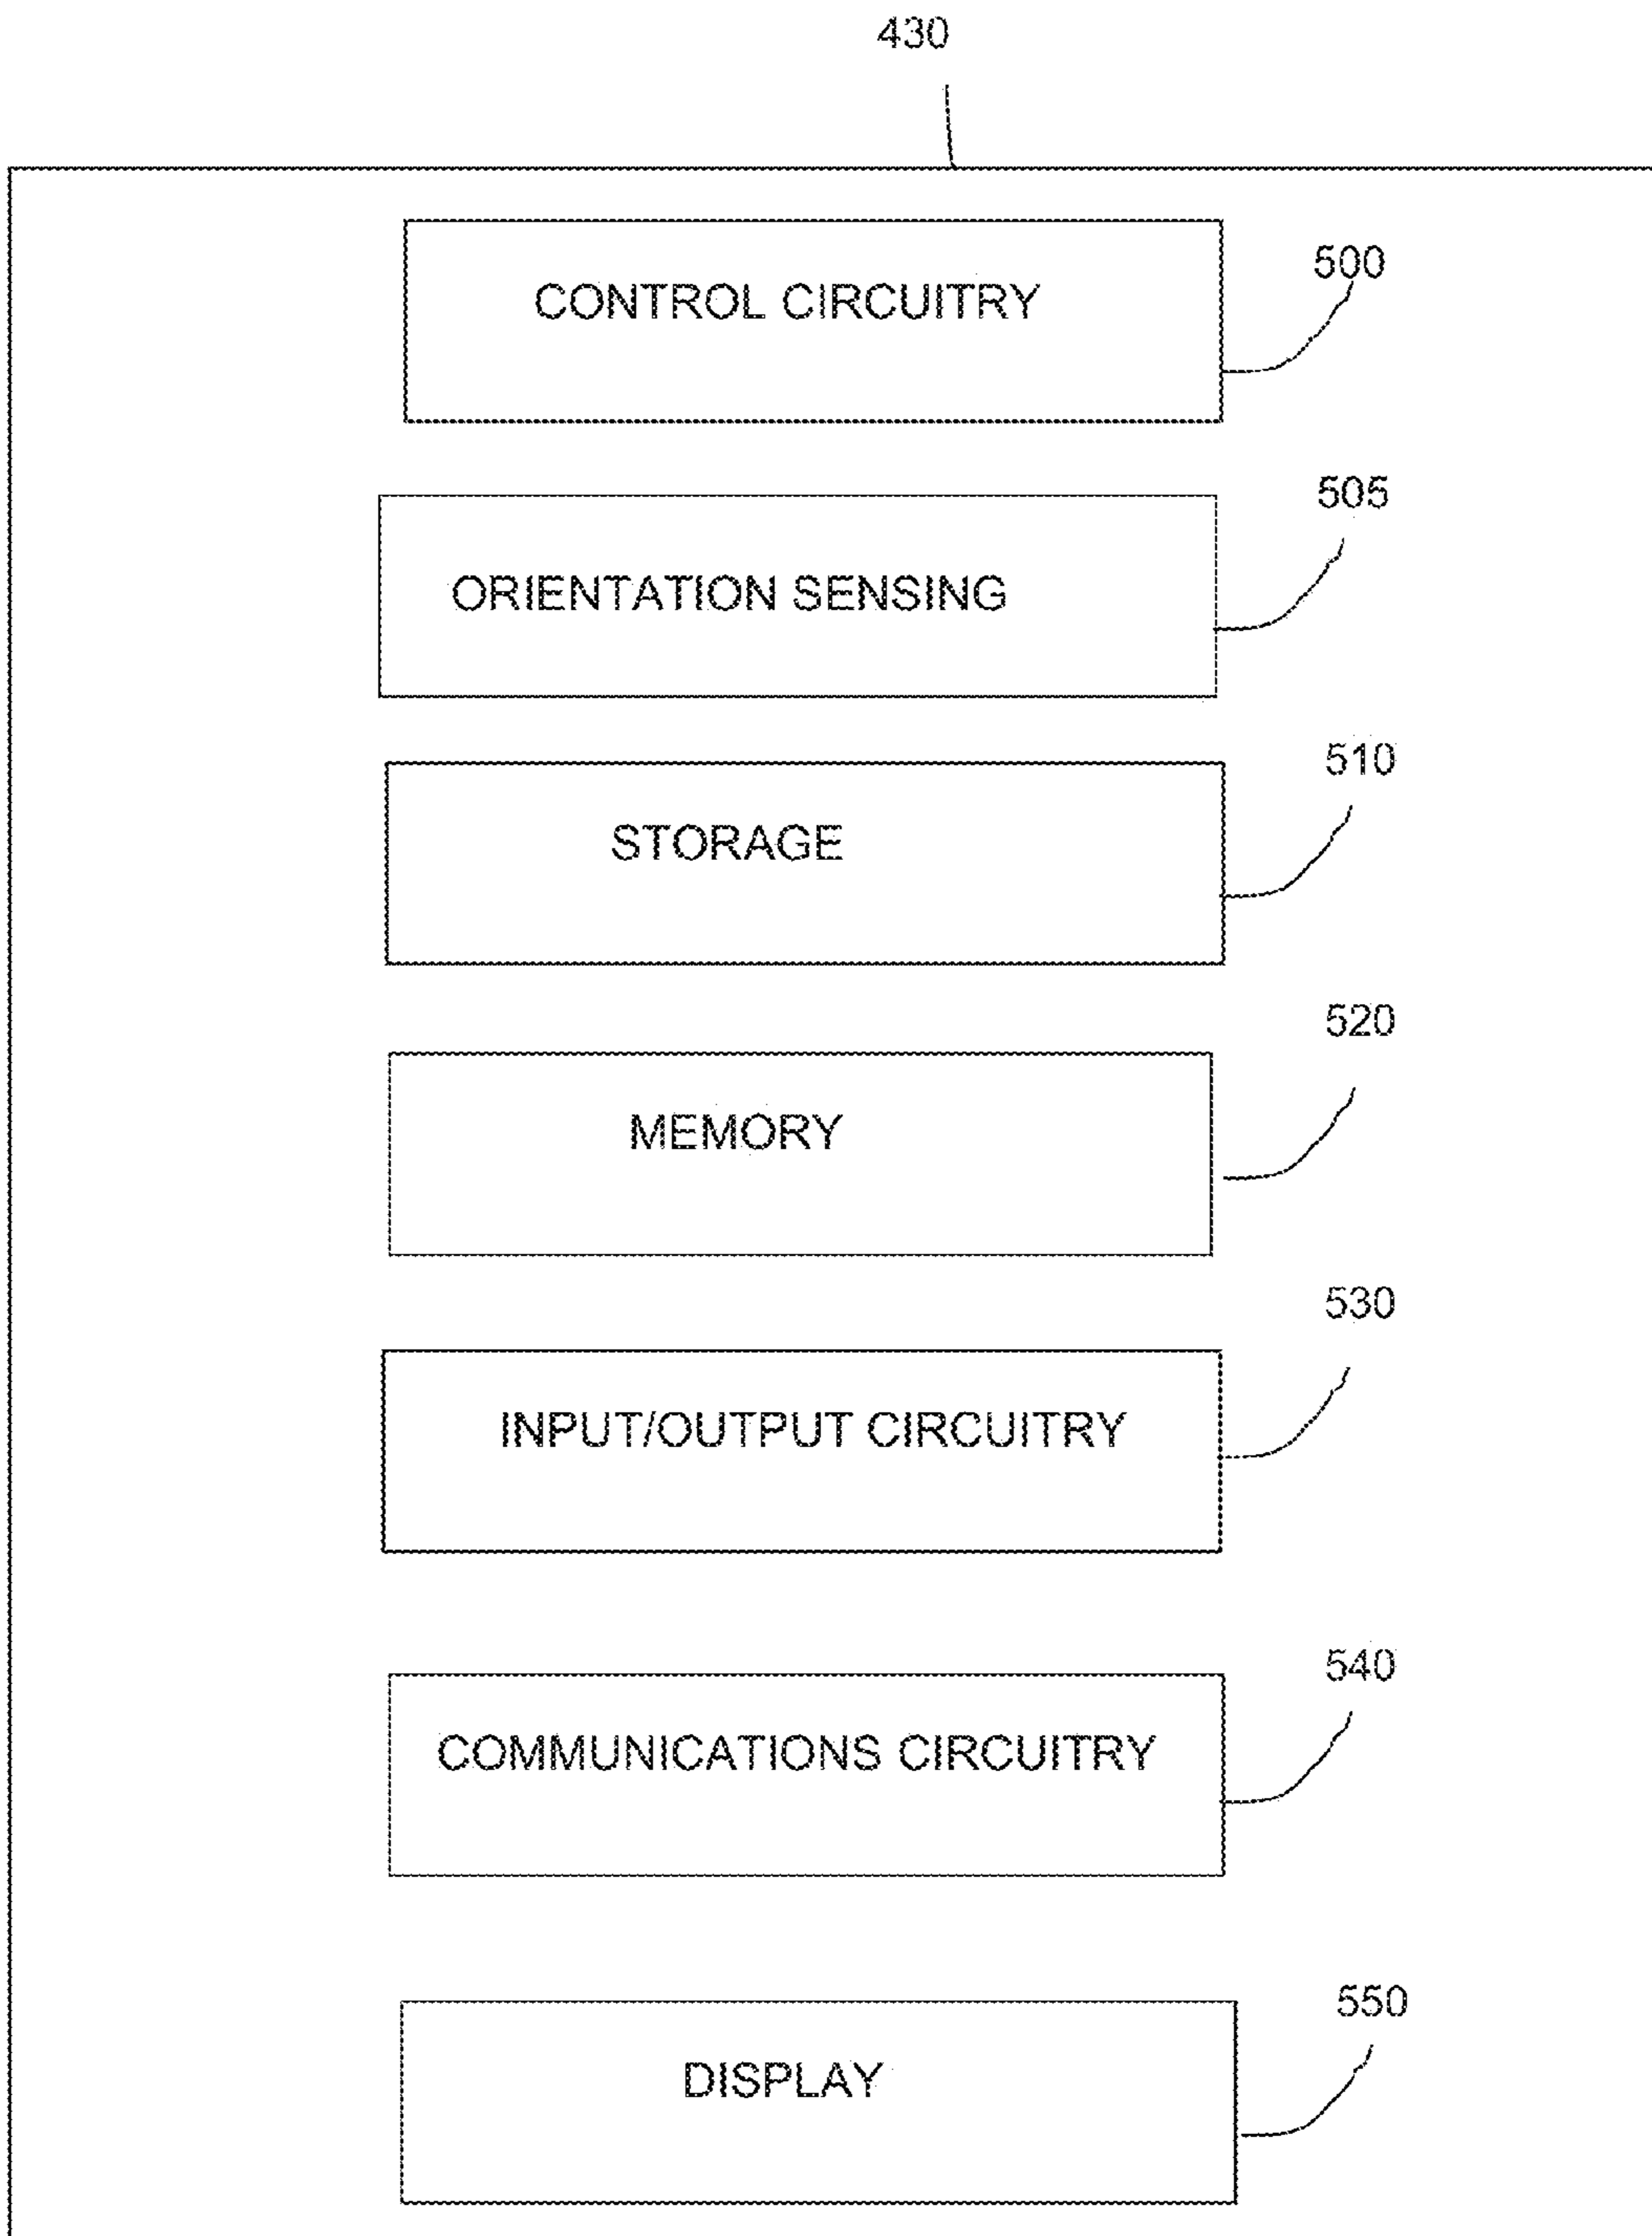 430
CONTROL CIRCUITRY
500
ORIENTATION SENSING
505
STORAGE
510
MEMORY
520
INPUT/OUTPUT CIRCUITRY
530
COMMUNICATIONS CIRCUITRY
540
DISPLAY
550